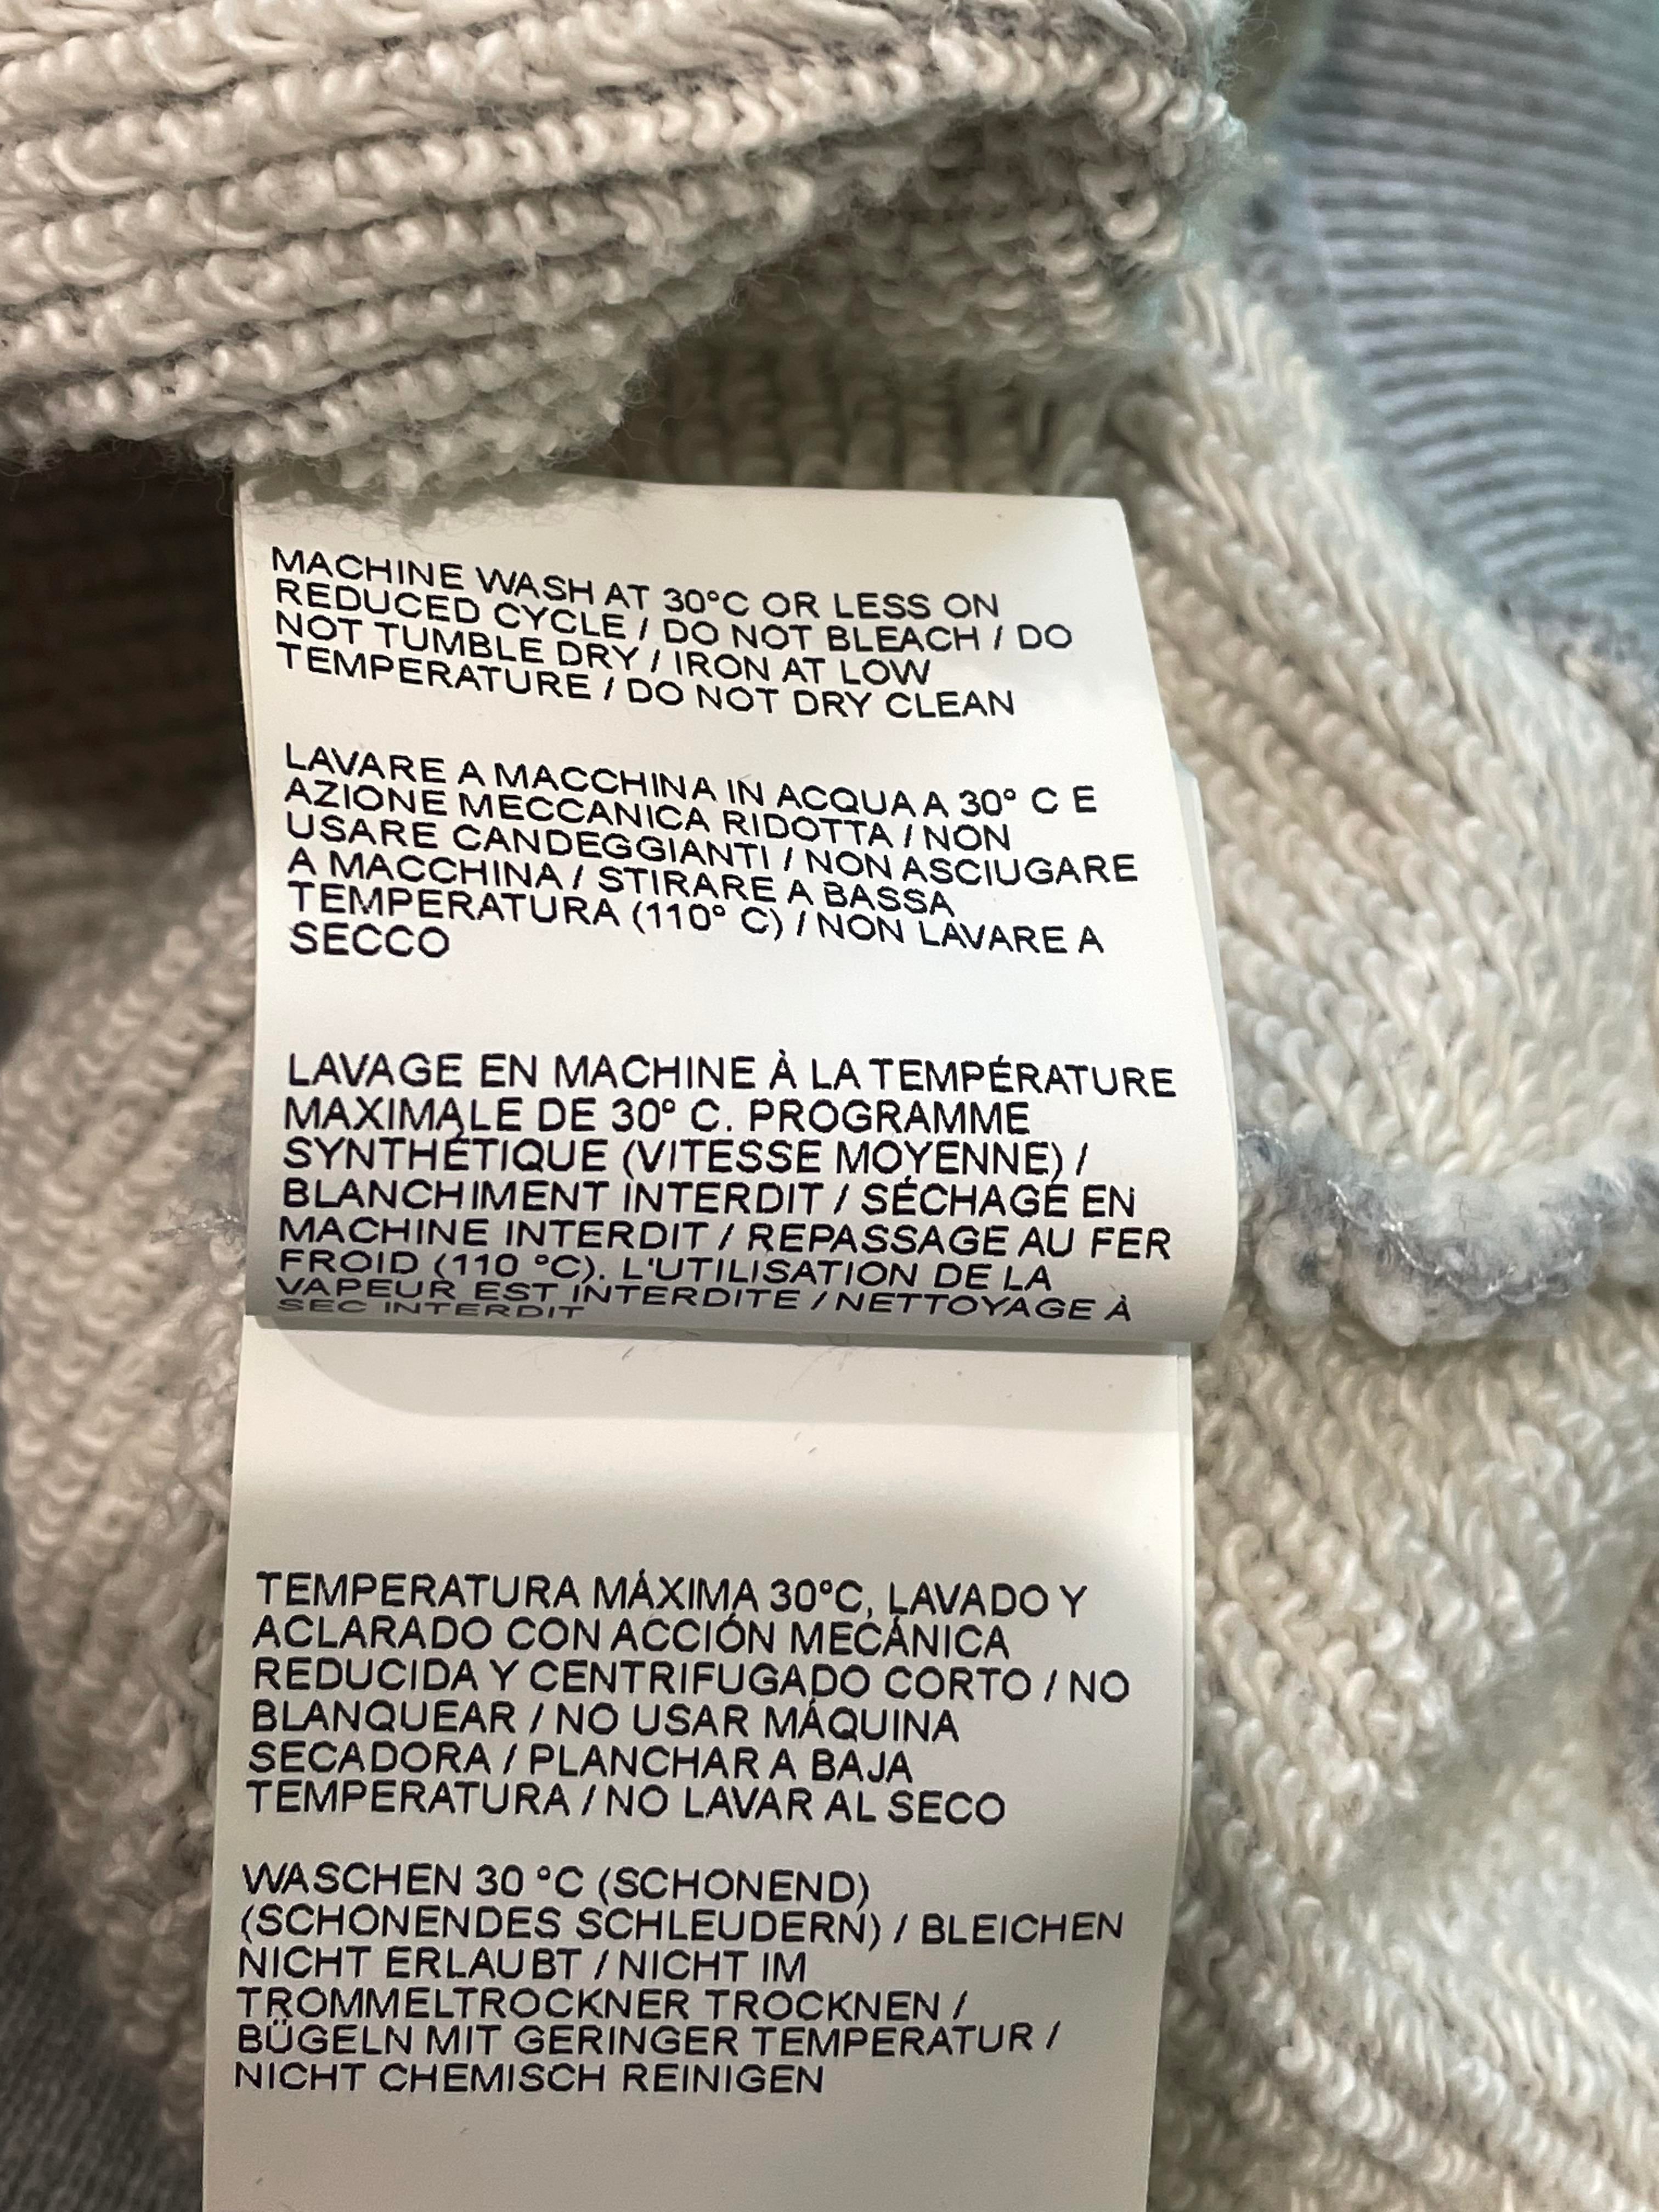 MACHINE WASH AT 30°C OR LESS ON
REDUCED CYCLE / DO NOT BLEACH / DO
NOT TUMBLE DRY / IRON AT LOW
TEMPERATURE / DO NOT DRY CLEAN
LAVARE A MACCHINA IN ACQUA A 30° C E
AZIONE MECCANICA RIDOTTA / NON
USARE CANDEGGIANTI / NON ASCIUGARE
A MACCHINA / STIRARE A BASSA
TEMPERATURA (110° C) / NON LAVARE A
SECCO
LAVAGE EN MACHINE À LA TEMPÉRATURE
MAXIMALE DE 30° C. PROGRAMME
SYNTHÉTIQUE (VITESSE MOYENNE) /
BLANCHIMENT INTERDIT / SÉCHAGE EN
MACHINE INTERDIT / REPASSAGE AU FER
FROID (110 °C). L'UTILISATION DE LA
VAPEUR EST INTERDITE / NETTOYAGE À
SEC INTERDIT
TEMPERATURA MÁXIMA 30°C, LAVADO Y
ACLARADO CON ACCIÓN MECÁNICA
REDUCIDA Y CENTRIFUGADO CORTO / NO
BLANQUEAR / NO USAR MÁQUINA
SECADORA / PLANCHAR A BAJA
TEMPERATURA / NO LAVAR AL SECO
WASCHEN 30 °C (SCHONEND)
(SCHONENDES SCHLEUDERN) / BLEICHEN
NICHT ERLAUBT / NICHT IM
TROMMELTROCKNER TROCKNEN /
BÜGELN MIT GERINGER TEMPERATUR /
NICHT CHEMISCH REINIGEN